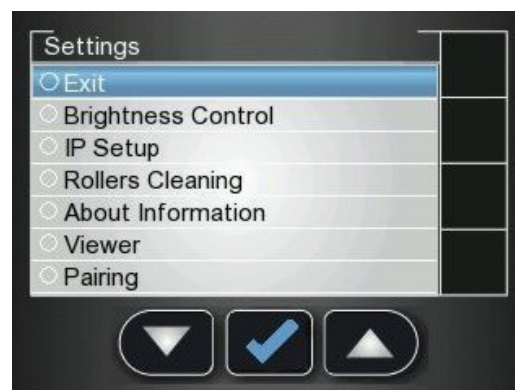 Settings
Exit
Brightness Control
IP Setup
Rollers Cleaning
About Information
Viewer
Pairing